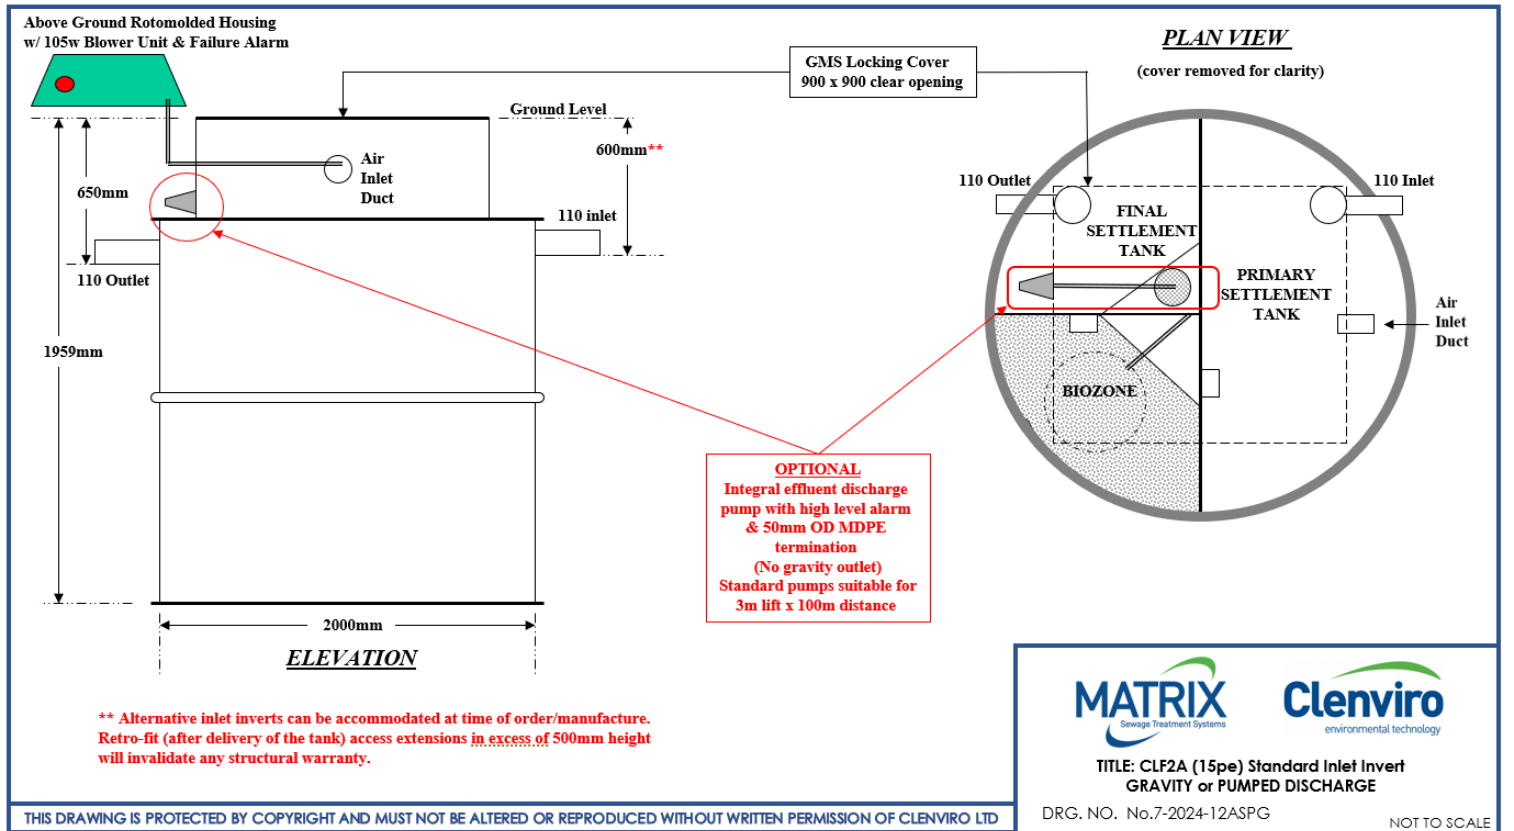 Above Ground Rotomolded Housing
w/ 105w Blower Unit & Failure Alarm
GMS Locking Cover
900 x 900 clear opening
PLAN VIEW
(cover removed for clarity)
Ground Level
600mm**
Air
Inlet
Duct
650mm
110 inlet
110 Outlet
1959mm
2000mm
ELEVATION
110 Outlet
110 Inlet
FINAL
SETTLEMENT
TANK
PRIMARY
SETTLEMENT
TANK
Air
Inlet
Duct
BIOZONE
OPTIONAL
Integral effluent discharge
pump with high level alarm
& 50mm OD MDPE
termination
(No gravity outlet)
Standard pumps suitable for
3m lift x 100m distance
** Alternative inlet inverts can be accommodated at time of order/manufacture.
Retro-fit (after delivery of the tank) access extensions in excess of 500mm height
will invalidate any structural warranty.
MATRIX
Sewage Treatment Systems
Clenviro
environmental technology
TITLE: CLF2A (15pe) Standard Inlet Invert
GRAVITY or PUMPED DISCHARGE
DRG. NO. No.7-2024-12ASPG
NOT TO SCALE
THIS DRAWING IS PROTECTED BY COPYRIGHT AND MUST NOT BE ALTERED OR REPRODUCED WITHOUT WRITTEN PERMISSION OF CLENVIRO LTD